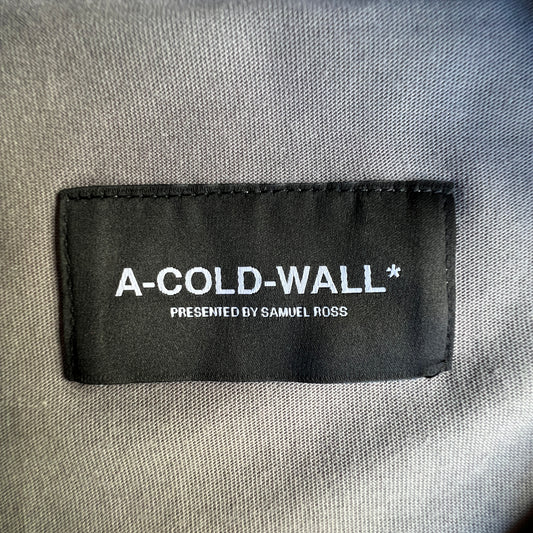 A-COLD-WALL*
PRESENTED BY SAMUEL ROSS